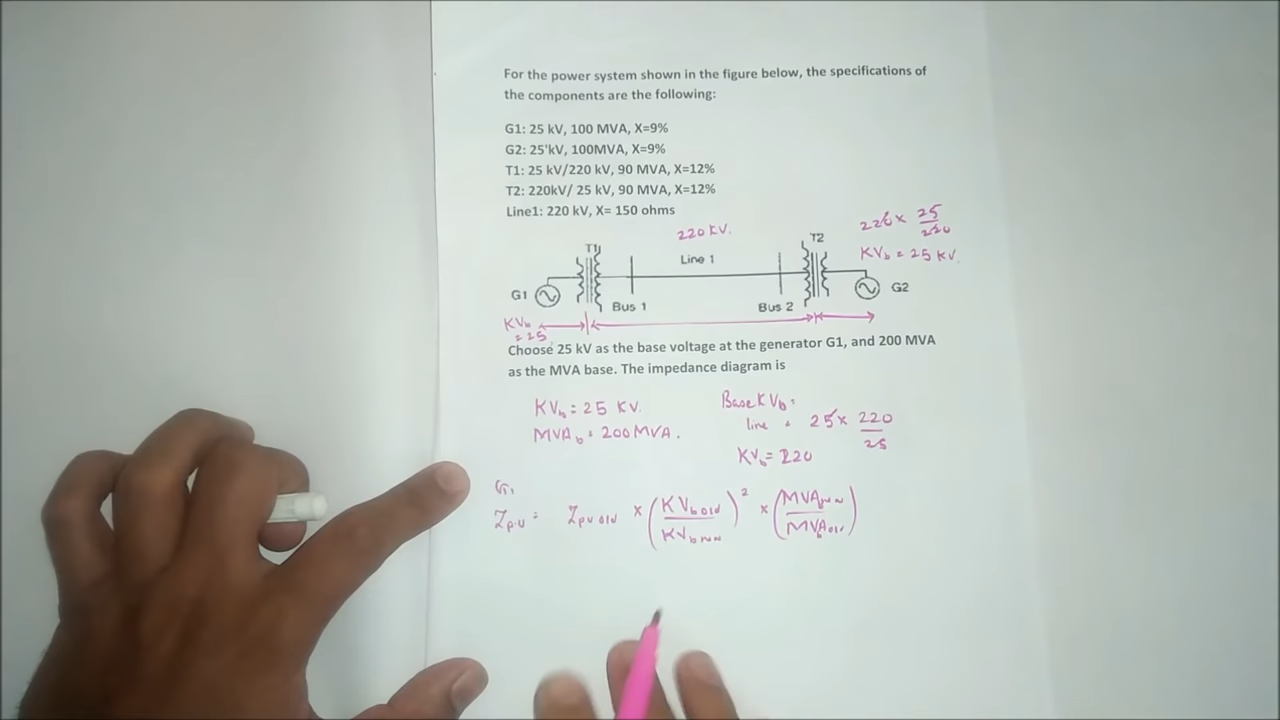 For the power system shown in the figure below, the specifications of
the components are the following:
G1: 25 kV, 100 MVA, X=9%
G2: 25'kV, 100MVA, X=9%
T1: 25 kV/220 kV, 90 MVA, X=12%
T2: 220kV/ 25 kV, 90 MVA, X=12%
Line1: 220 kV, X= 150 ohms
220 KV.
220 x 25/220
KVb = 25 KV.
T1
Line 1
T2
G1
Bus 1
Bus 2
G2
KVb
= 25
Choose 25 kV as the base voltage at the generator G1, and 200 MVA
as the MVA base. The impedance diagram is
KVb = 25 KV.
MVAb = 200 MVA.
Base KVb =
line = 25 x 220/25
KVb = 220
G1
Zp.u = Zpu old x (KVb old/KVb new)² x (MVAb new/MVAb old)